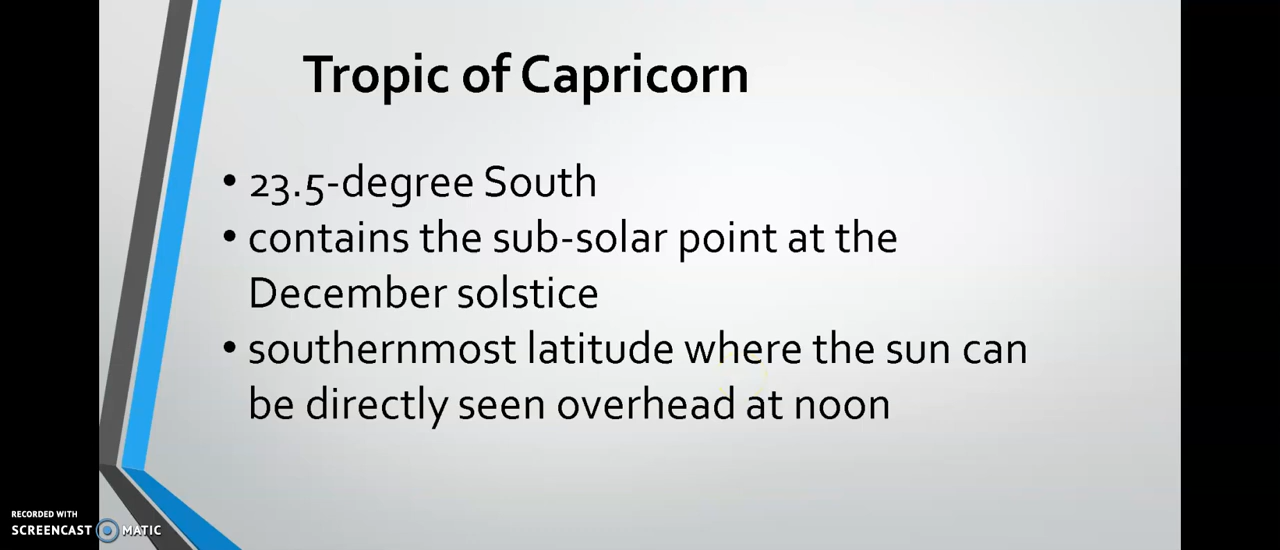 Tropic of Capricorn
• 23.5-degree South
• contains the sub-solar point at the
December solstice
• southernmost latitude where the sun can
be directly seen overhead at noon
RECORDED WITH
SCREENCAST MATIC